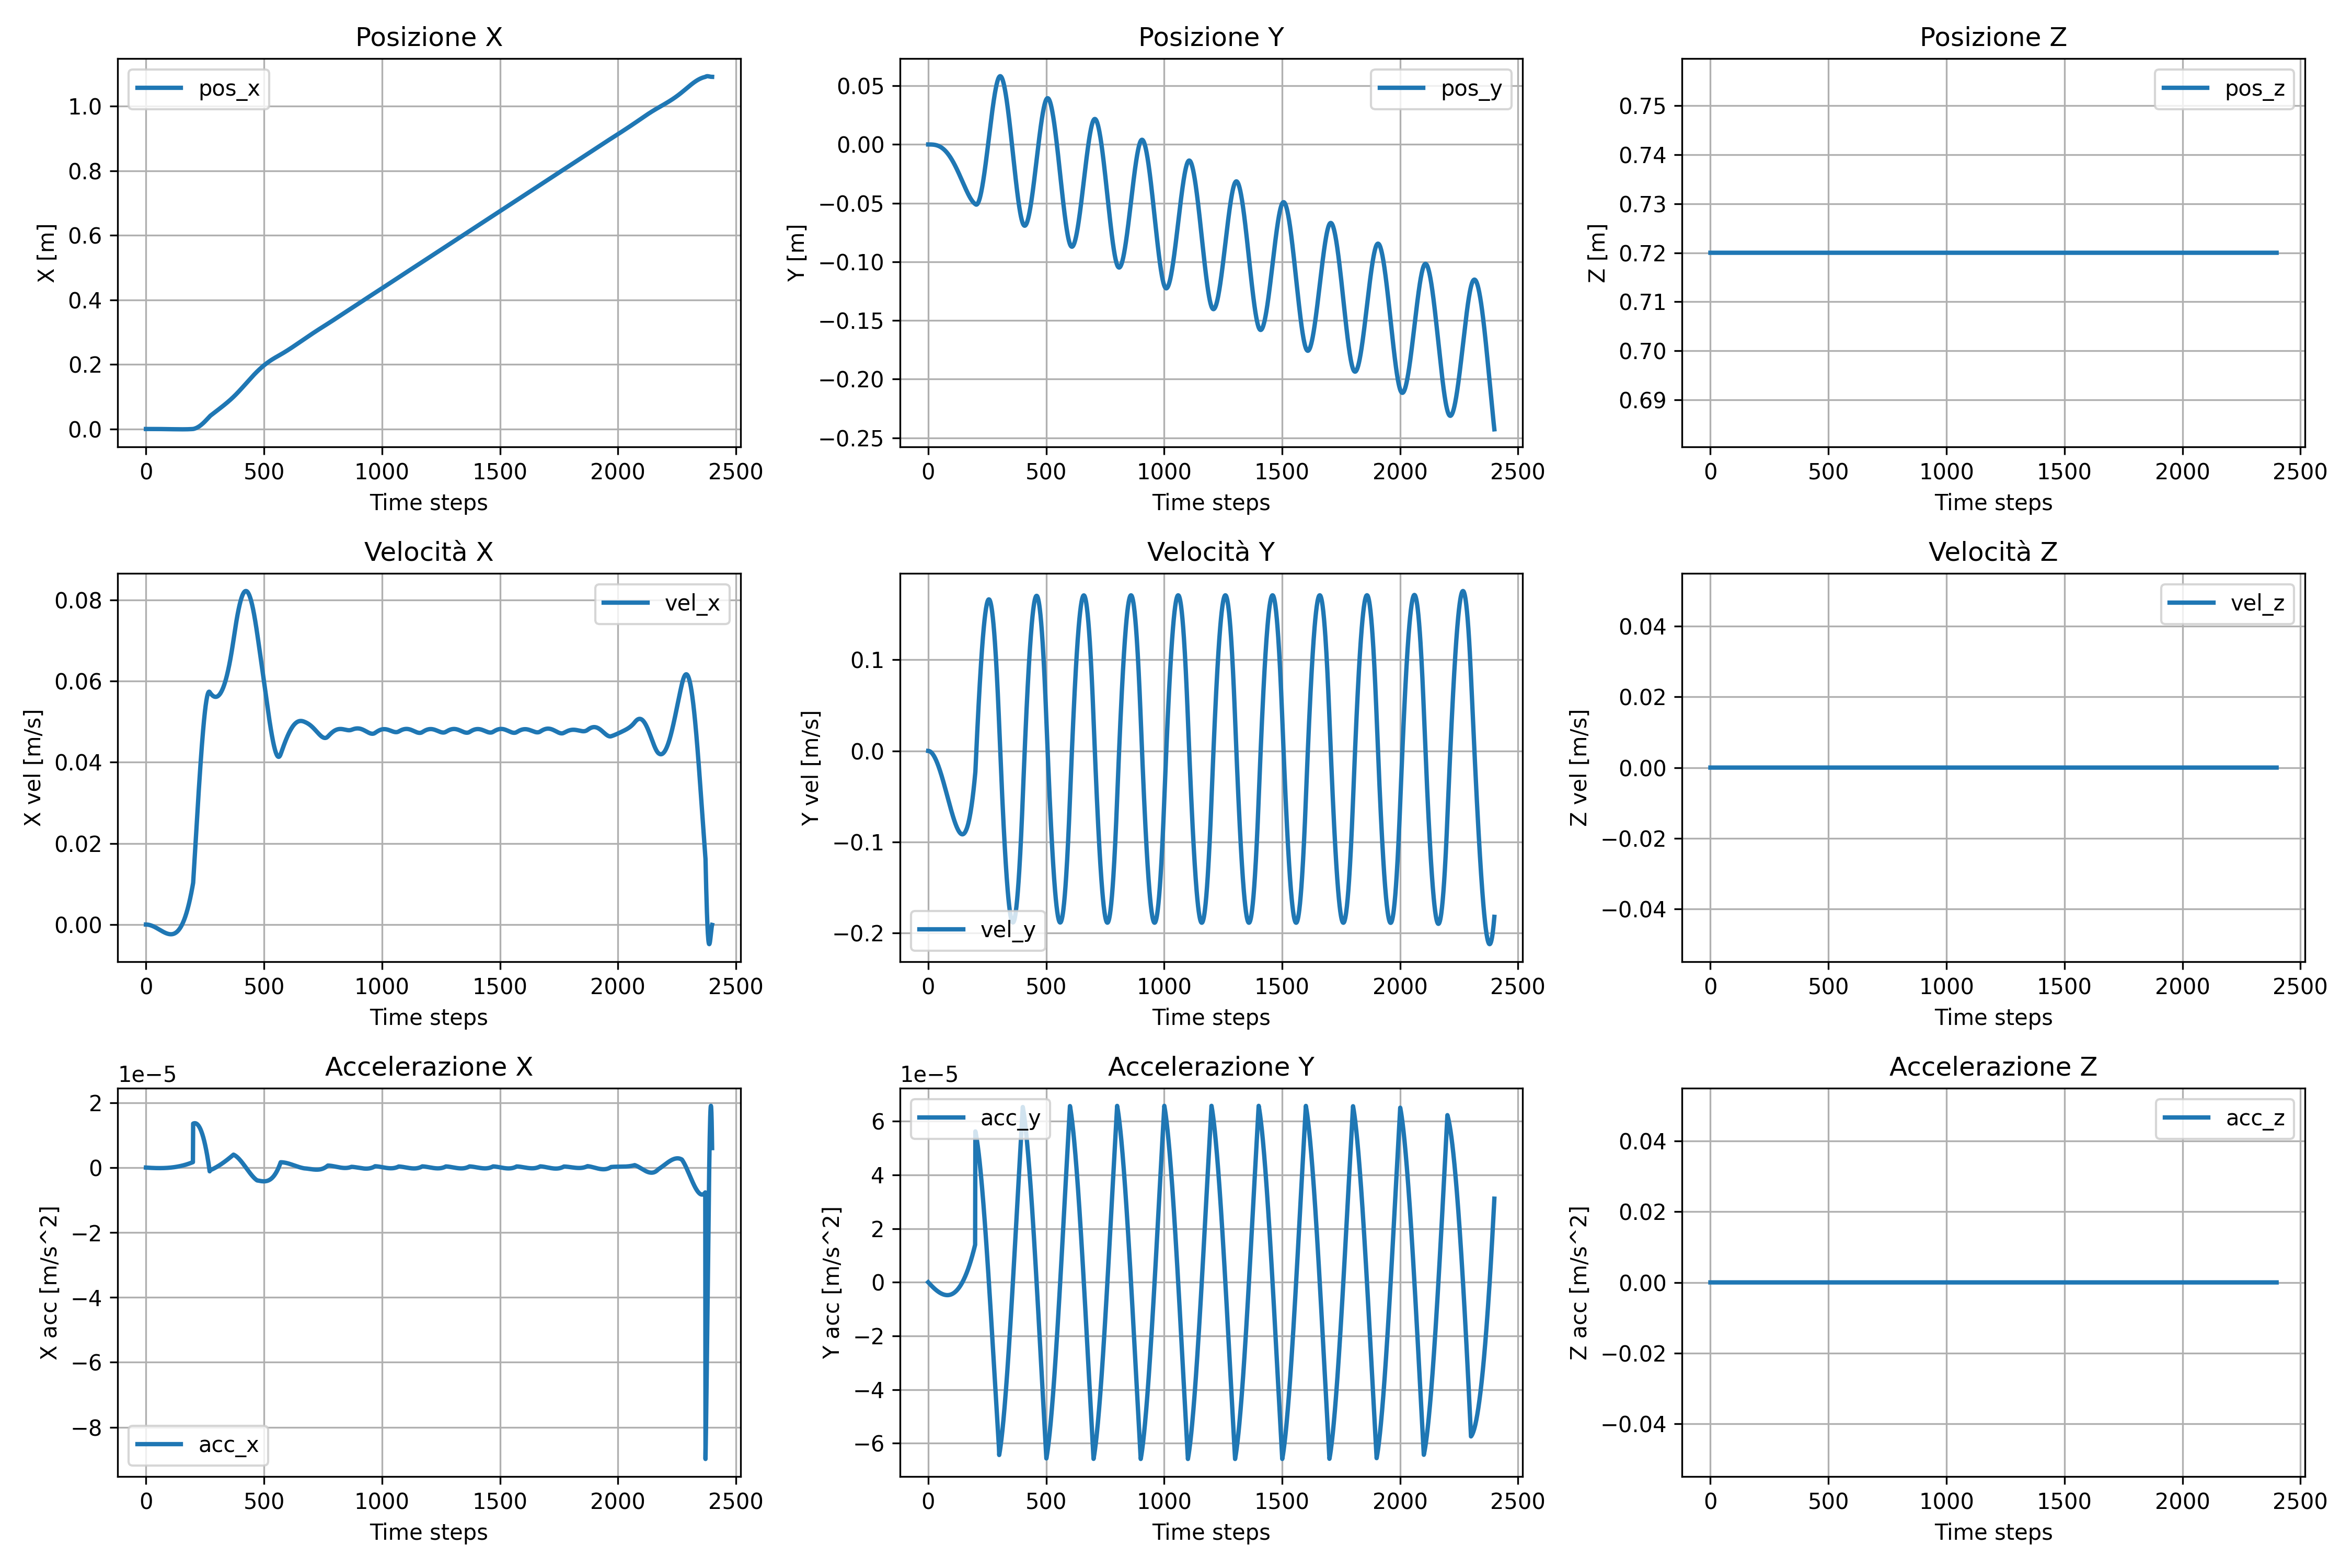 Posizione X
pos_x
X [m]
1.0
0.8
0.6
0.4
0.2
0.0
0 500 1000 1500 2000 2500
Time steps
Posizione Y
pos_y
Y [m]
0.05
0.00
−0.05
−0.10
−0.15
−0.20
−0.25
0 500 1000 1500 2000 2500
Time steps
Posizione Z
pos_z
Z [m]
0.75
0.74
0.73
0.72
0.71
0.70
0.69
0 500 1000 1500 2000 2500
Time steps
Velocità X
vel_x
X vel [m/s]
0.08
0.06
0.04
0.02
0.00
0 500 1000 1500 2000 2500
Time steps
Velocità Y
vel_y
Y vel [m/s]
0.1
0.0
−0.1
−0.2
0 500 1000 1500 2000 2500
Time steps
Velocità Z
vel_z
Z vel [m/s]
0.04
0.02
0.00
−0.02
−0.04
0 500 1000 1500 2000 2500
Time steps
Accelerazione X
1e−5
acc_x
X acc [m/s^2]
2
0
−2
−4
−6
−8
0 500 1000 1500 2000 2500
Time steps
Accelerazione Y
1e−5
acc_y
Y acc [m/s^2]
6
4
2
0
−2
−4
−6
0 500 1000 1500 2000 2500
Time steps
Accelerazione Z
acc_z
Z acc [m/s^2]
0.04
0.02
0.00
−0.02
−0.04
0 500 1000 1500 2000 2500
Time steps